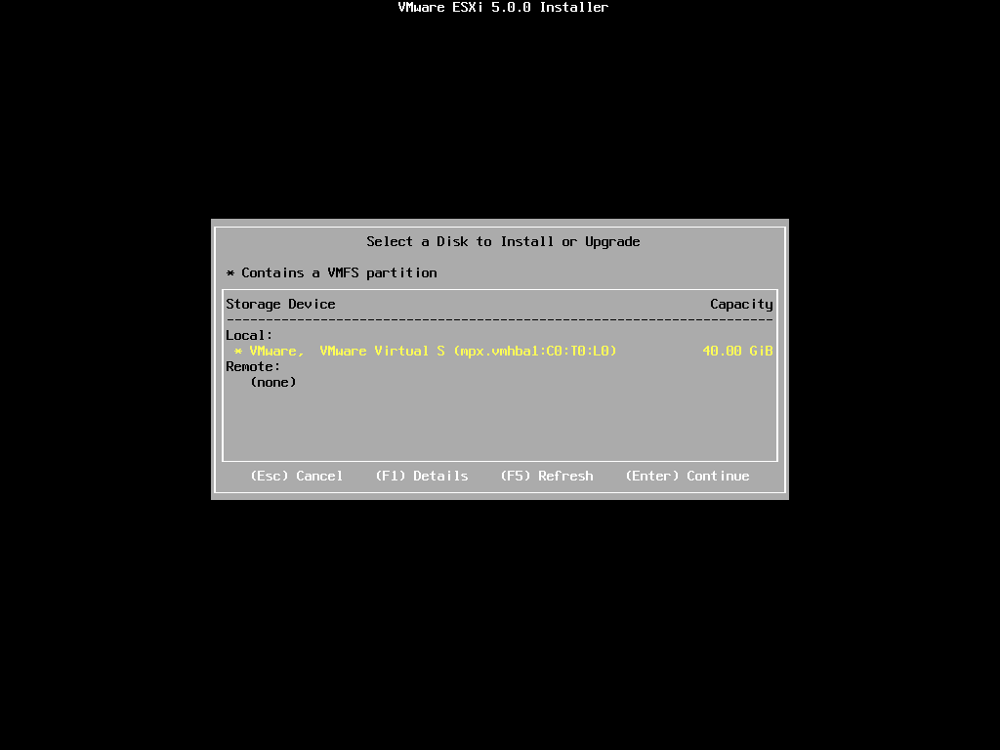 VMware ESXi 5.0.0 Installer
Select a Disk to Install or Upgrade
* Contains a VMFS partition
Storage Device Capacity
--------------------------------------------------------------------------------
Local:
* VMware,  VMware Virtual S (mpx.vmhba1:C0:T0:L0) 40.00 GiB
Remote:
(none)
(Esc) Cancel (F1) Details (F5) Refresh (Enter) Continue